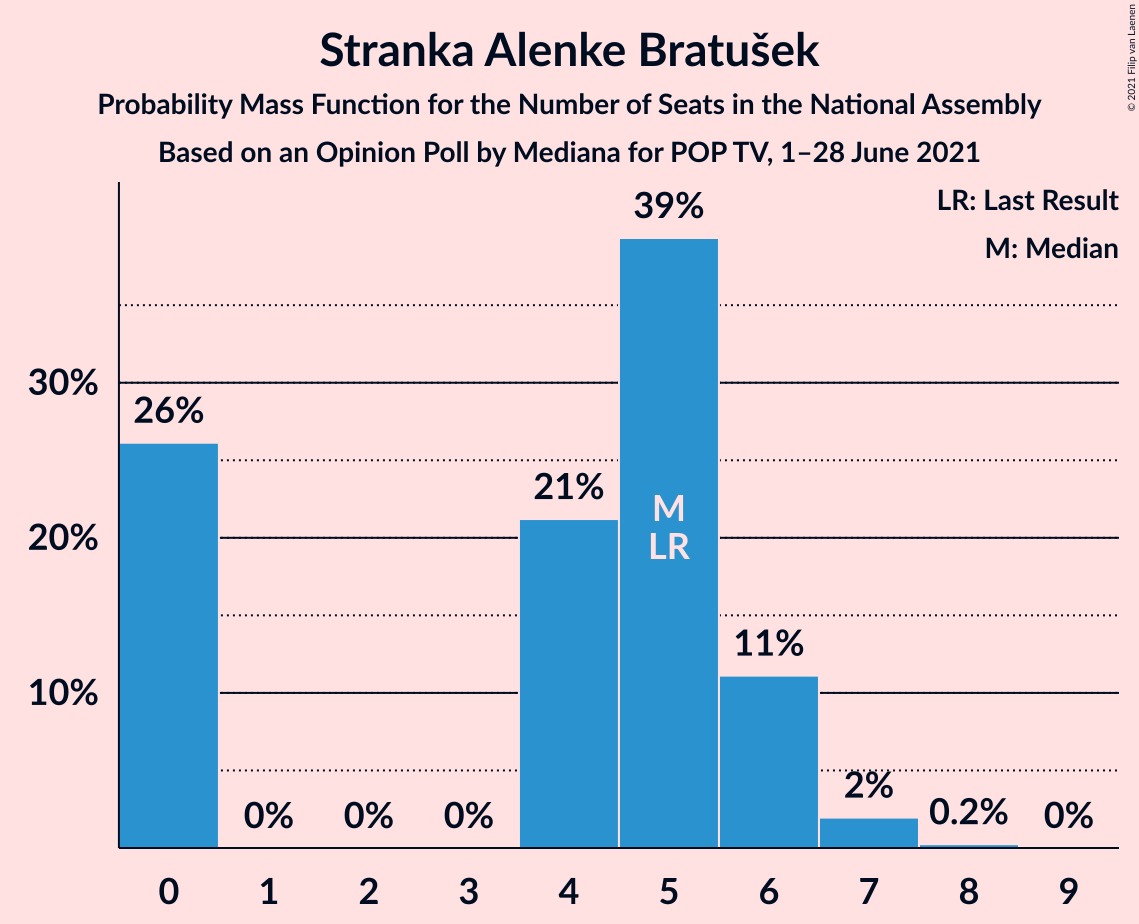 Stranka Alenke Bratušek
Probability Mass Function for the Number of Seats in the National Assembly
Based on an Opinion Poll by Mediana for POP TV, 1–28 June 2021
© 2021 Filip van Laenen
LR: Last Result
M: Median
39%
30%
26%
21%
M
LR
20%
11%
10%
2%
0%
0%
0%
0.2%
0%
0
1
2
3
4
5
6
7
8
9